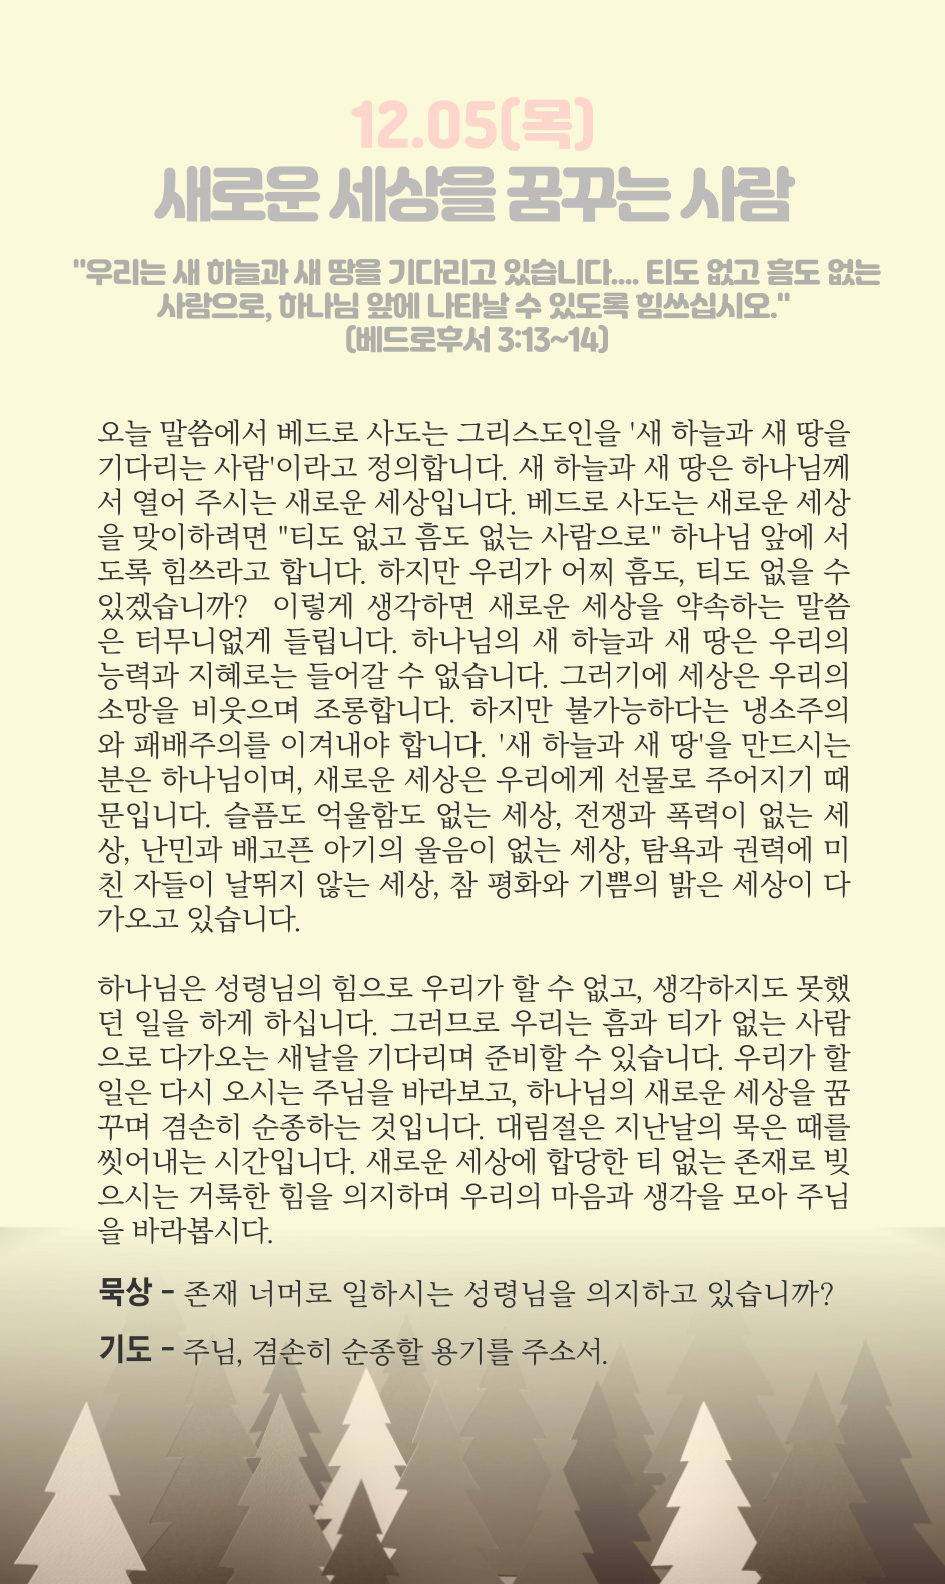 12.05(목)
새로운 세상을 꿈꾸는 사람
"우리는 새 하늘과 새 땅을 기다리고 있습니다.... 티도 없고 흠도 없는
사람으로, 하나님 앞에 나타날 수 있도록 힘쓰십시오."
(베드로후서 3:13~14)
오늘 말씀에서 베드로 사도는 그리스도인을 '새 하늘과 새 땅을
기다리는 사람'이라고 정의합니다. 새 하늘과 새 땅은 하나님께
서 열어 주시는 새로운 세상입니다. 베드로 사도는 새로운 세상
을 맞이하려면 "티도 없고 흠도 없는 사람으로" 하나님 앞에 서
도록 힘쓰라고 합니다. 하지만 우리가 어찌 흠도, 티도 없을 수
있겠습니까? 이렇게 생각하면 새로운 세상을 약속하는 말씀
은 터무니없게 들립니다. 하나님의 새 하늘과 새 땅은 우리의
능력과 지혜로는 들어갈 수 없습니다. 그러기에 세상은 우리의
소망을 비웃으며 조롱합니다. 하지만 불가능하다는 냉소주의
와 패배주의를 이겨내야 합니다. '새 하늘과 새 땅'을 만드시는
분은 하나님이며, 새로운 세상은 우리에게 선물로 주어지기 때
문입니다. 슬픔도 억울함도 없는 세상, 전쟁과 폭력이 없는 세
상, 난민과 배고픈 아기의 울음이 없는 세상, 탐욕과 권력에 미
친 자들이 날뛰지 않는 세상, 참 평화와 기쁨의 밝은 세상이 다
가오고 있습니다.
하나님은 성령님의 힘으로 우리가 할 수 없고, 생각하지도 못했
던 일을 하게 하십니다. 그러므로 우리는 흠과 티가 없는 사람
으로 다가오는 새날을 기다리며 준비할 수 있습니다. 우리가 할
일은 다시 오시는 주님을 바라보고, 하나님의 새로운 세상을 꿈
꾸며 겸손히 순종하는 것입니다. 대림절은 지난날의 묵은 때를
씻어내는 시간입니다. 새로운 세상에 합당한 티 없는 존재로 빚
으시는 거룩한 힘을 의지하며 우리의 마음과 생각을 모아 주님
을 바라봅시다.
묵상 - 존재 너머로 일하시는 성령님을 의지하고 있습니까?
기도 - 주님, 겸손히 순종할 용기를 주소서.